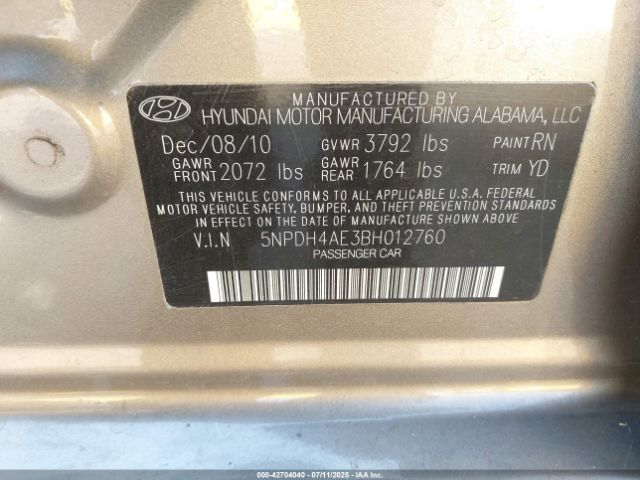 MANUFACTURED BY
HYUNDAI MOTOR MANUFACTURING ALABAMA, LLC
Dec/08/10 GVWR 3792 lbs PAINT RN
GAWR FRONT 2072 lbs GAWR REAR 1764 lbs TRIM YD
THIS VEHICLE CONFORMS TO ALL APPLICABLE U.S.A. FEDERAL
MOTOR VEHICLE SAFETY, BUMPER, AND THEFT PREVENTION
STANDARDS IN EFFECT ON THE DATE OF MANUFACTURE SHOWN ABOVE.
V.I.N 5NPDH4AE3BH012760
PASSENGER CAR
000-42704040 - 07/11/2025 - IAAI.CA